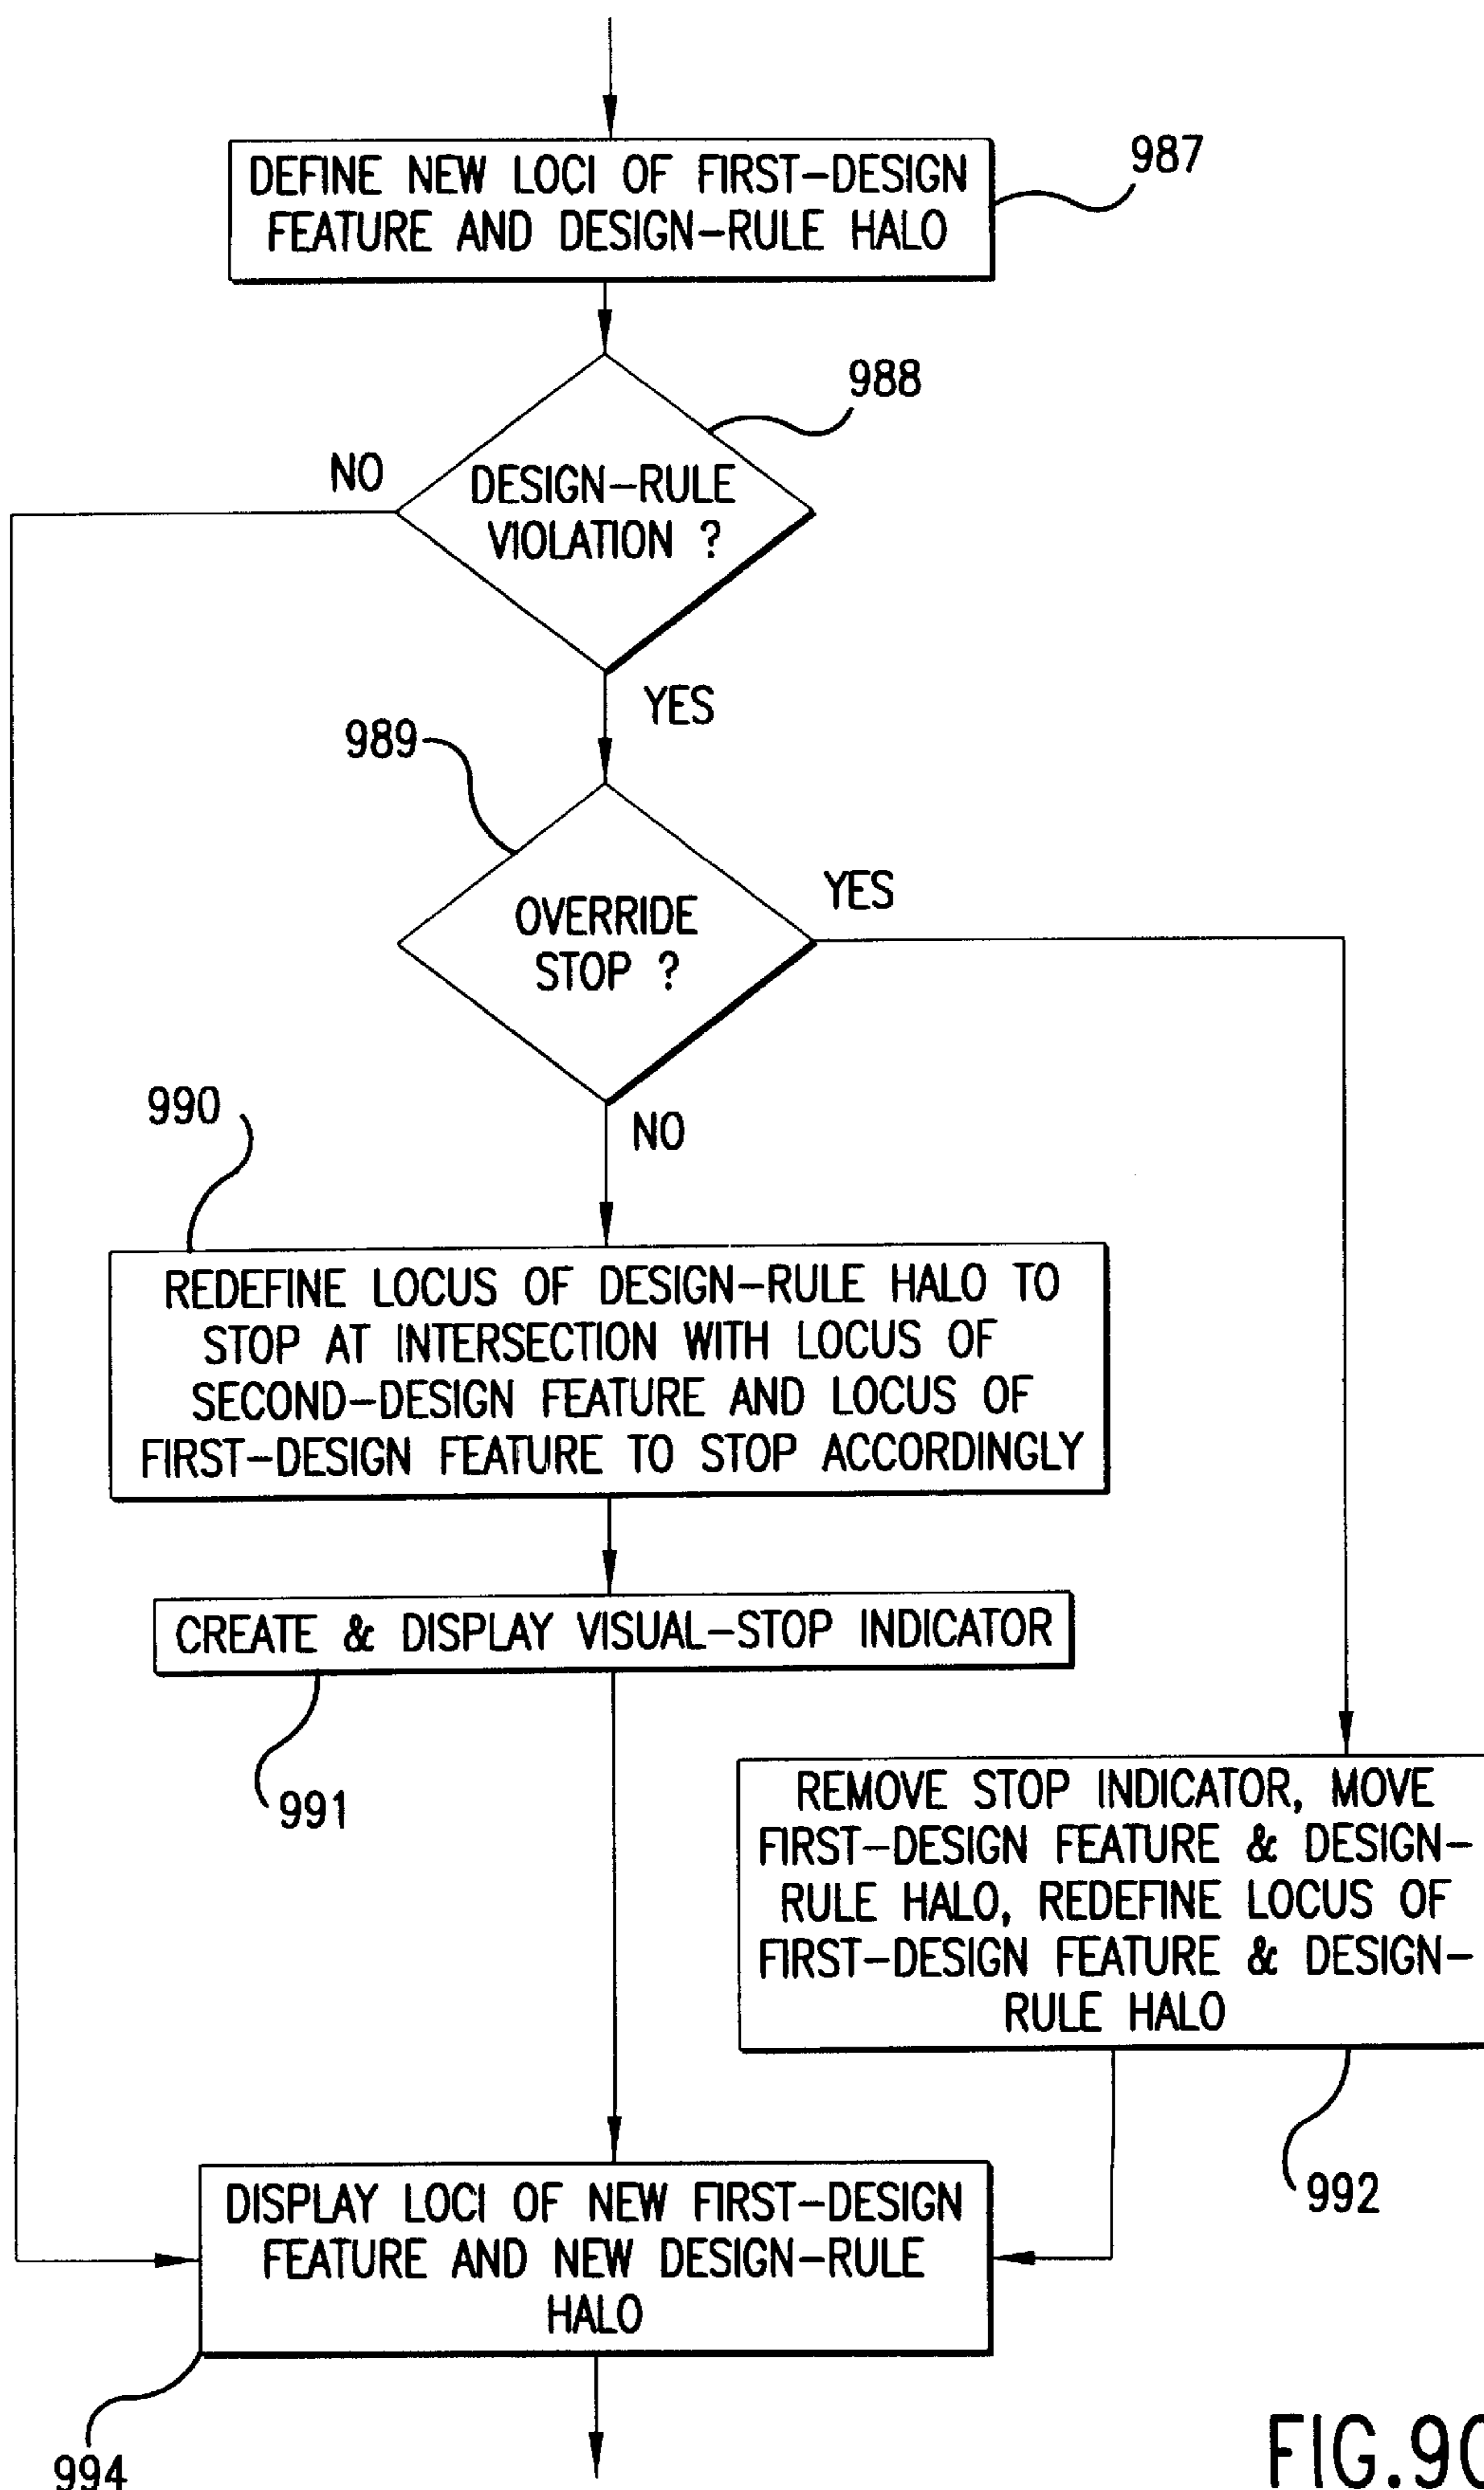 DEFINE NEW LOCI OF FIRST-DESIGN
FEATURE AND DESIGN-RULE HALO
987
988
NO
DESIGN-RULE
VIOLATION ?
YES
989
OVERRIDE
STOP ?
YES
NO
990
REDEFINE LOCUS OF DESIGN-RULE HALO TO
STOP AT INTERSECTION WITH LOCUS OF
SECOND-DESIGN FEATURE AND LOCUS OF
FIRST-DESIGN FEATURE TO STOP ACCORDINGLY
CREATE & DISPLAY VISUAL-STOP INDICATOR
991
REMOVE STOP INDICATOR, MOVE
FIRST-DESIGN FEATURE & DESIGN-
RULE HALO, REDEFINE LOCUS OF
FIRST-DESIGN FEATURE & DESIGN-
RULE HALO
992
DISPLAY LOCI OF NEW FIRST-DESIGN
FEATURE AND NEW DESIGN-RULE
HALO
994